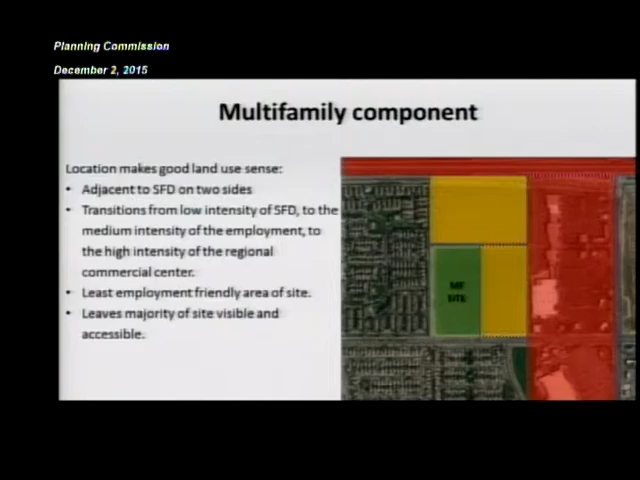 Planning Commission
December 2, 2015
Multifamily component
Location makes good land use sense:
• Adjacent to SFD on two sides
• Transitions from low intensity of SFD, to the
medium intensity of the employment, to
the high intensity of the regional
commercial center.
• Least employment friendly area of site.
• Leaves majority of site visible and
accessible.
MF
SITE